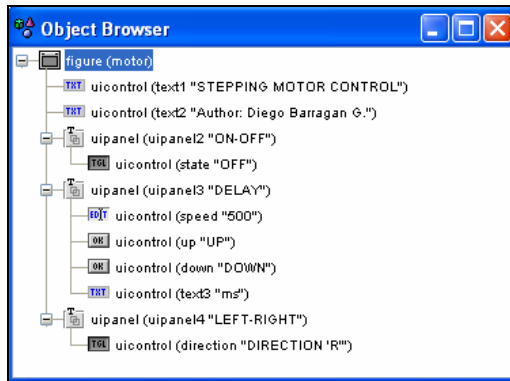 Object Browser
figure (motor)
TXT uicontrol (text1 "STEPPING MOTOR CONTROL")
TXT uicontrol (text2 "Author: Diego Barragan G.")
T uipanel (uipanel2 "ON-OFF")
TGL uicontrol (state "OFF")
T uipanel (uipanel3 "DELAY")
EDIT uicontrol (speed "500")
OK uicontrol (up "UP")
OK uicontrol (down "DOWN")
TXT uicontrol (text3 "ms")
T uipanel (uipanel4 "LEFT-RIGHT")
TGL uicontrol (direction "DIRECTION 'R'")